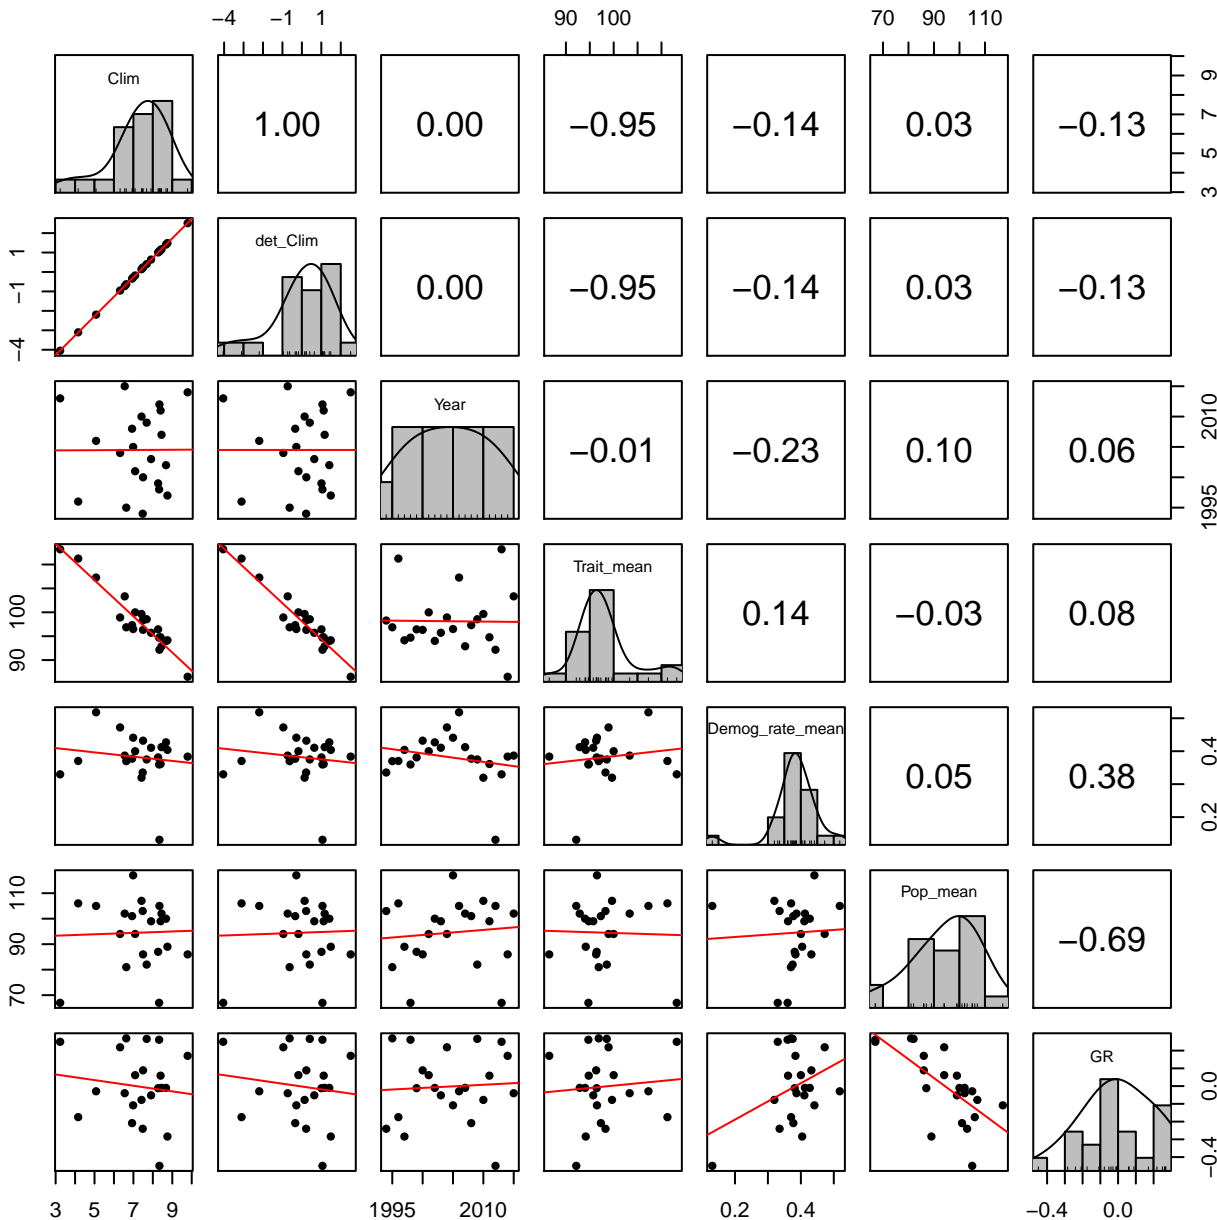 −4 −1 1 90 100 70 90 110
Clim
1.00 0.00 −0.95 −0.14 0.03 −0.13
3 5 7 9
det_Clim
−4 −1 1
0.00 −0.95 −0.14 0.03 −0.13
Year
−0.01 −0.23 0.10 0.06
1995 2010
Trait_mean
90 100
0.14 −0.03 0.08
Demog_rate_mean
0.05 0.38
0.2 0.4
Pop_mean
70 90 110
−0.69
GR
−0.4 0.0
3 5 7 9 1995 2010 0.2 0.4 −0.4 0.0